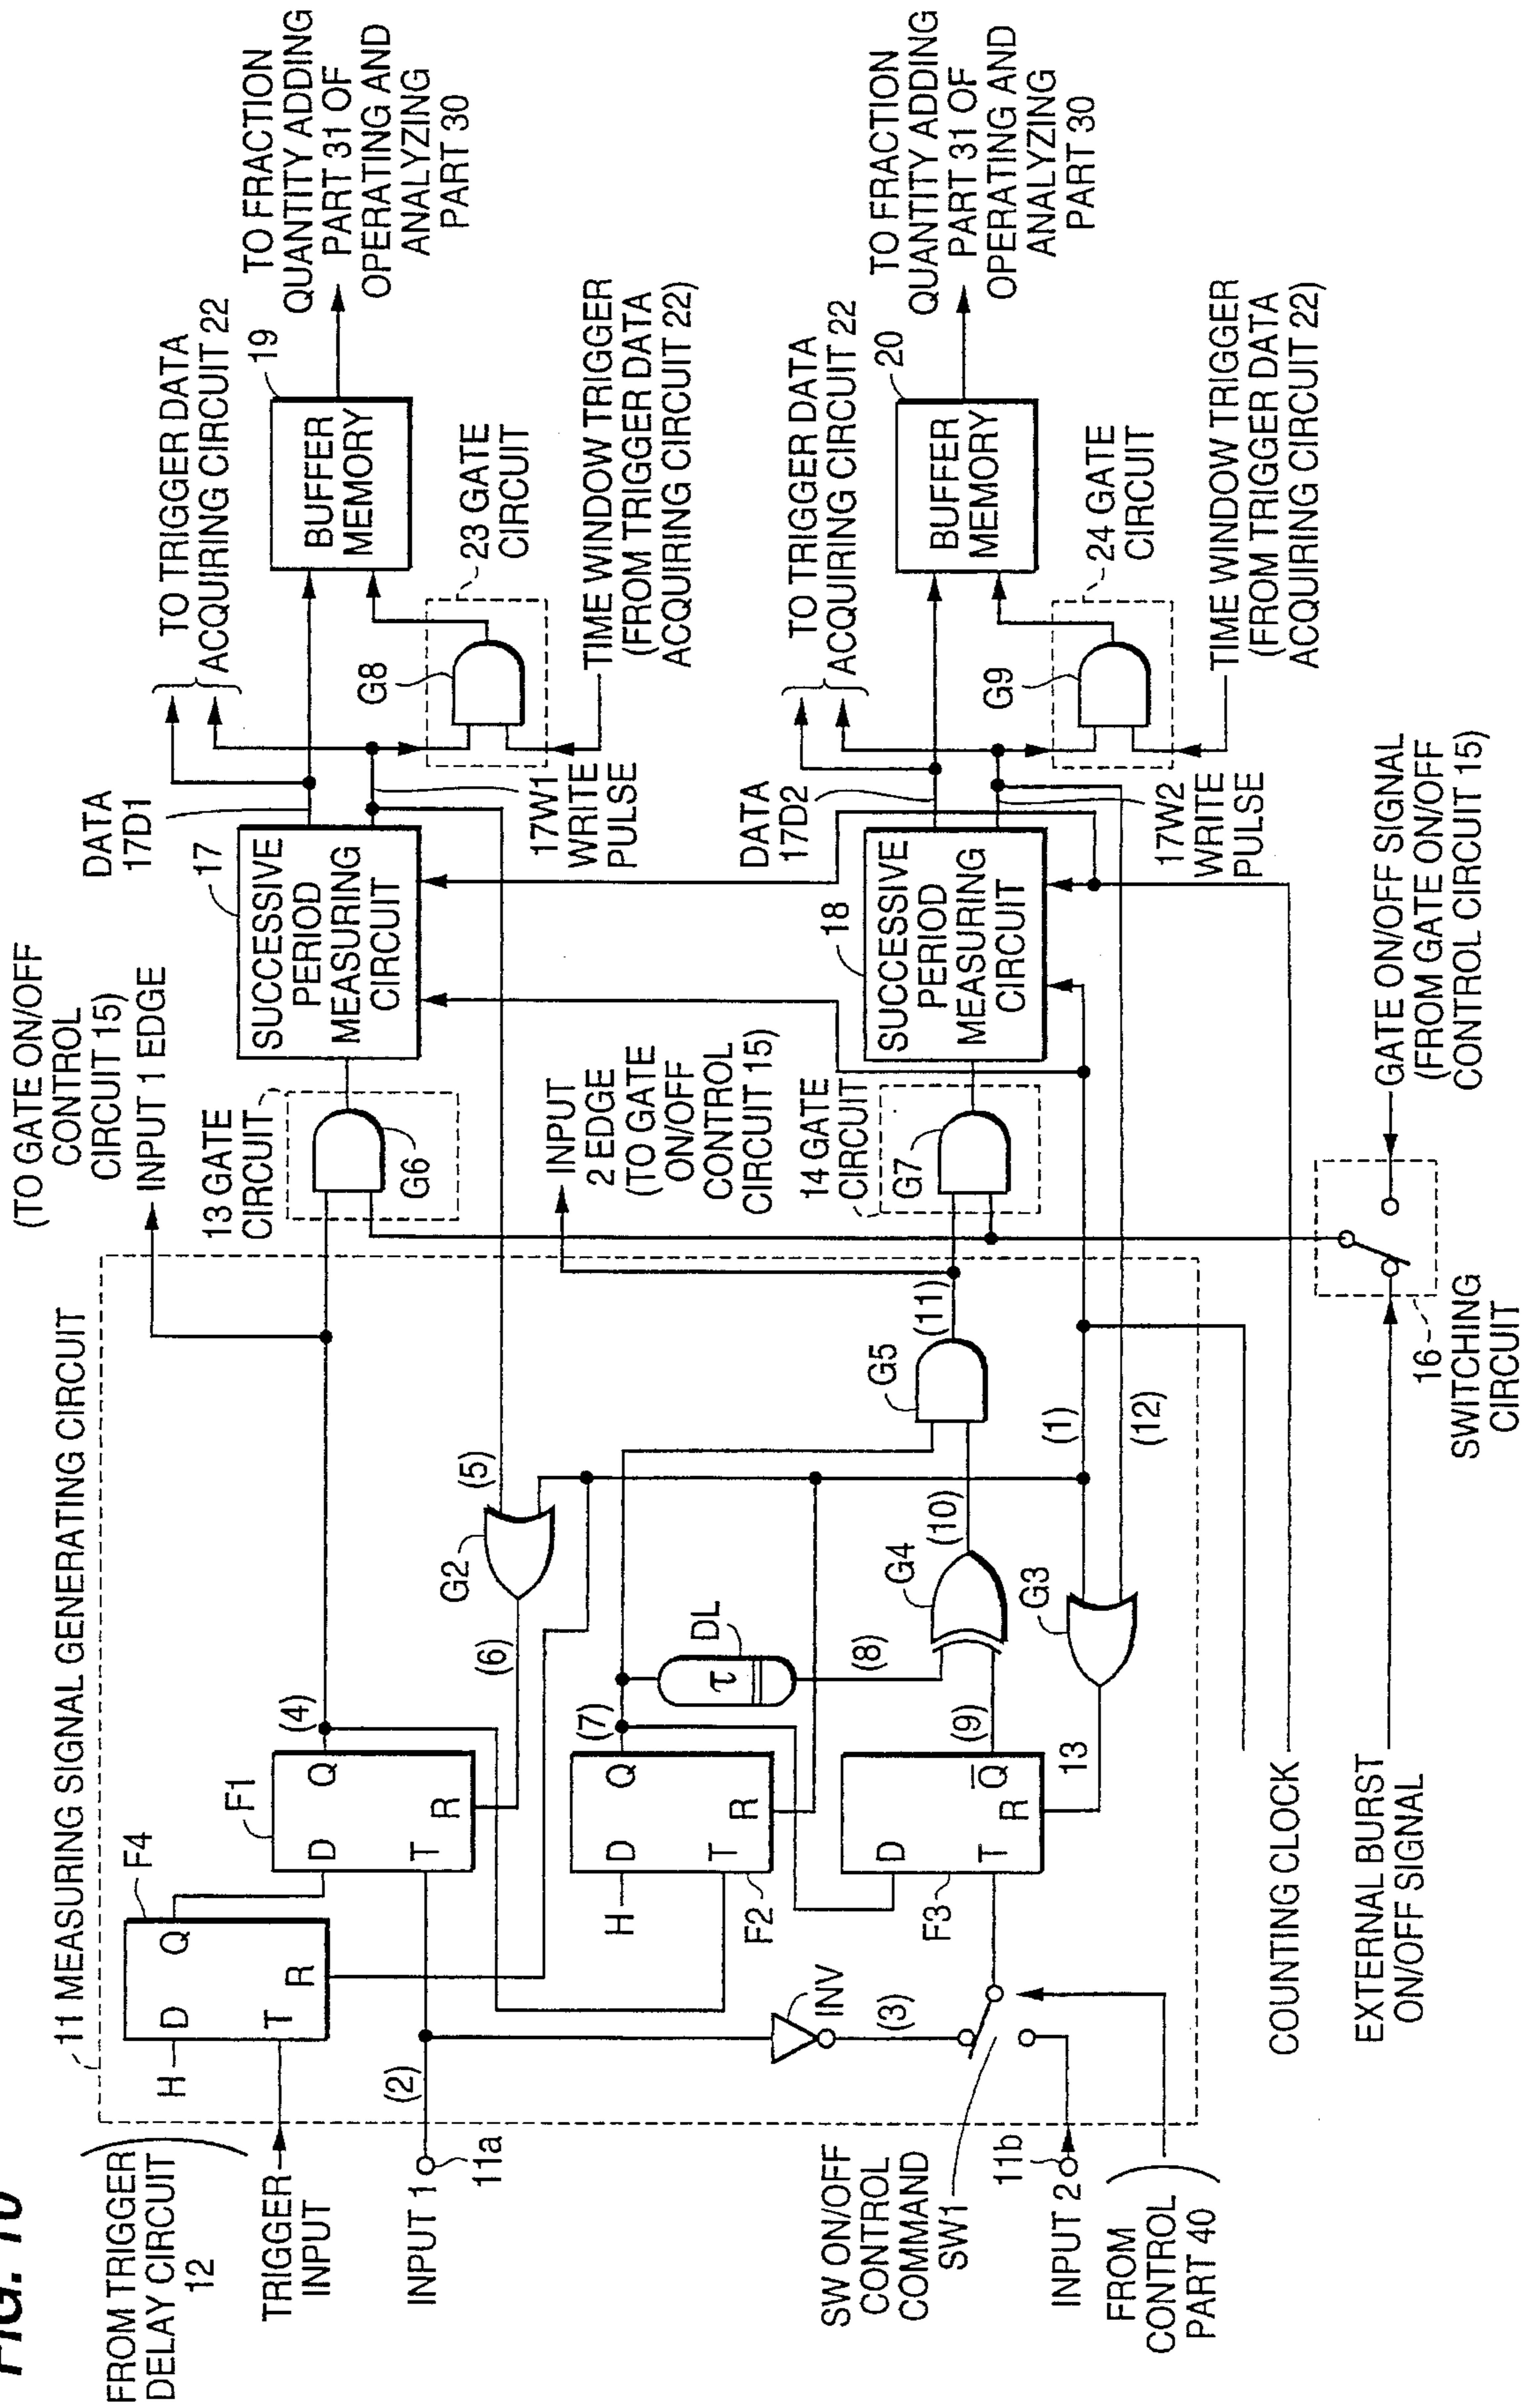 FIG. 10
11 MEASURING SIGNAL GENERATING CIRCUIT
FROM TRIGGER
DELAY CIRCUIT
12
TRIGGER
INPUT
INPUT 1
11a
H
D
Q
T
R
F4
(2)
F1
D
Q
T
R
(4)
(6)
G2
(5)
(TO GATE ON/OFF
CONTROL
CIRCUIT 15)
INPUT 1 EDGE
13 GATE
CIRCUIT
G6
17
SUCCESSIVE
PERIOD
MEASURING
CIRCUIT
DATA
17D1
17W1
WRITE
PULSE
TO TRIGGER DATA
ACQUIRING CIRCUIT 22
G8
23 GATE
CIRCUIT
TIME WINDOW TRIGGER
(FROM TRIGGER DATA
ACQUIRING CIRCUIT 22)
19
BUFFER
MEMORY
TO FRACTION
QUANTITY ADDING
PART 31 OF
OPERATING AND
ANALYZING
PART 30
H
D
Q
T
R
F2
(7)
DL
τ
(8)
INV
(3)
F3
D
Q
T
R
(9)
13
G4
(10)
G3
G5
(11)
(1)
(12)
INPUT
2 EDGE
(TO GATE
ON/OFF
CONTROL
CIRCUIT 15)
14 GATE
CIRCUIT
G7
18
SUCCESSIVE
PERIOD
MEASURING
CIRCUIT
DATA
17D2
17W2
WRITE
PULSE
TO TRIGGER DATA
ACQUIRING CIRCUIT 22
G9
24 GATE
CIRCUIT
TIME WINDOW TRIGGER
(FROM TRIGGER DATA
ACQUIRING CIRCUIT 22)
20
BUFFER
MEMORY
TO FRACTION
QUANTITY ADDING
PART 31 OF
OPERATING AND
ANALYZING
PART 30
SW ON/OFF
CONTROL
COMMAND
SW1
INPUT 2
11b
FROM
CONTROL
PART 40
COUNTING CLOCK
EXTERNAL BURST
ON/OFF SIGNAL
16
SWITCHING
CIRCUIT
GATE ON/OFF SIGNAL
(FROM GATE ON/OFF
CONTROL CIRCUIT 15)